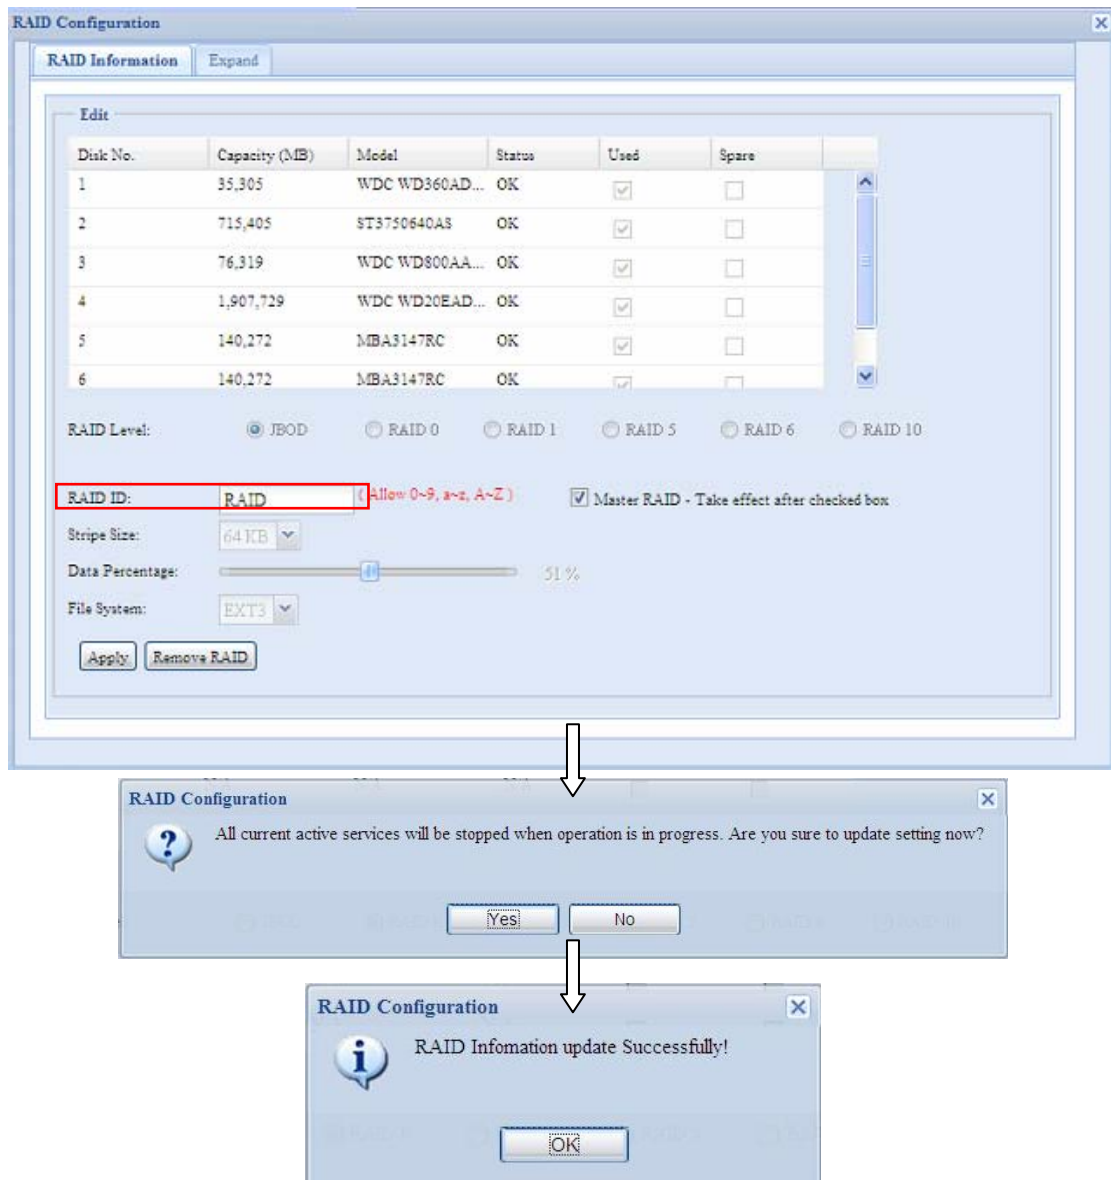 RAID Configuration
RAID Information Expand
Edit
Disk No. Capacity (MB) Model Status Used Spare
1 35,305 WDC WD360AD... OK
2 715,405 ST3750640AS OK
3 76,319 WDC WD800AA... OK
4 1,907,729 WDC WD20EAD... OK
5 140,272 MBA3147RC OK
6 140,272 MBA3147RC OK
RAID Level: JBOD RAID 0 RAID 1 RAID 5 RAID 6 RAID 10
RAID ID: RAID ( Allow 0~9, a~z, A~Z ) Master RAID - Take effect after checked box
Stripe Size: 64 KB
Data Percentage: 51 %
File System: EXT3
Apply Remove RAID
RAID Configuration
All current active services will be stopped when operation is in progress. Are you sure to update setting now?
Yes No
RAID Configuration
RAID Infomation update Successfully!
OK